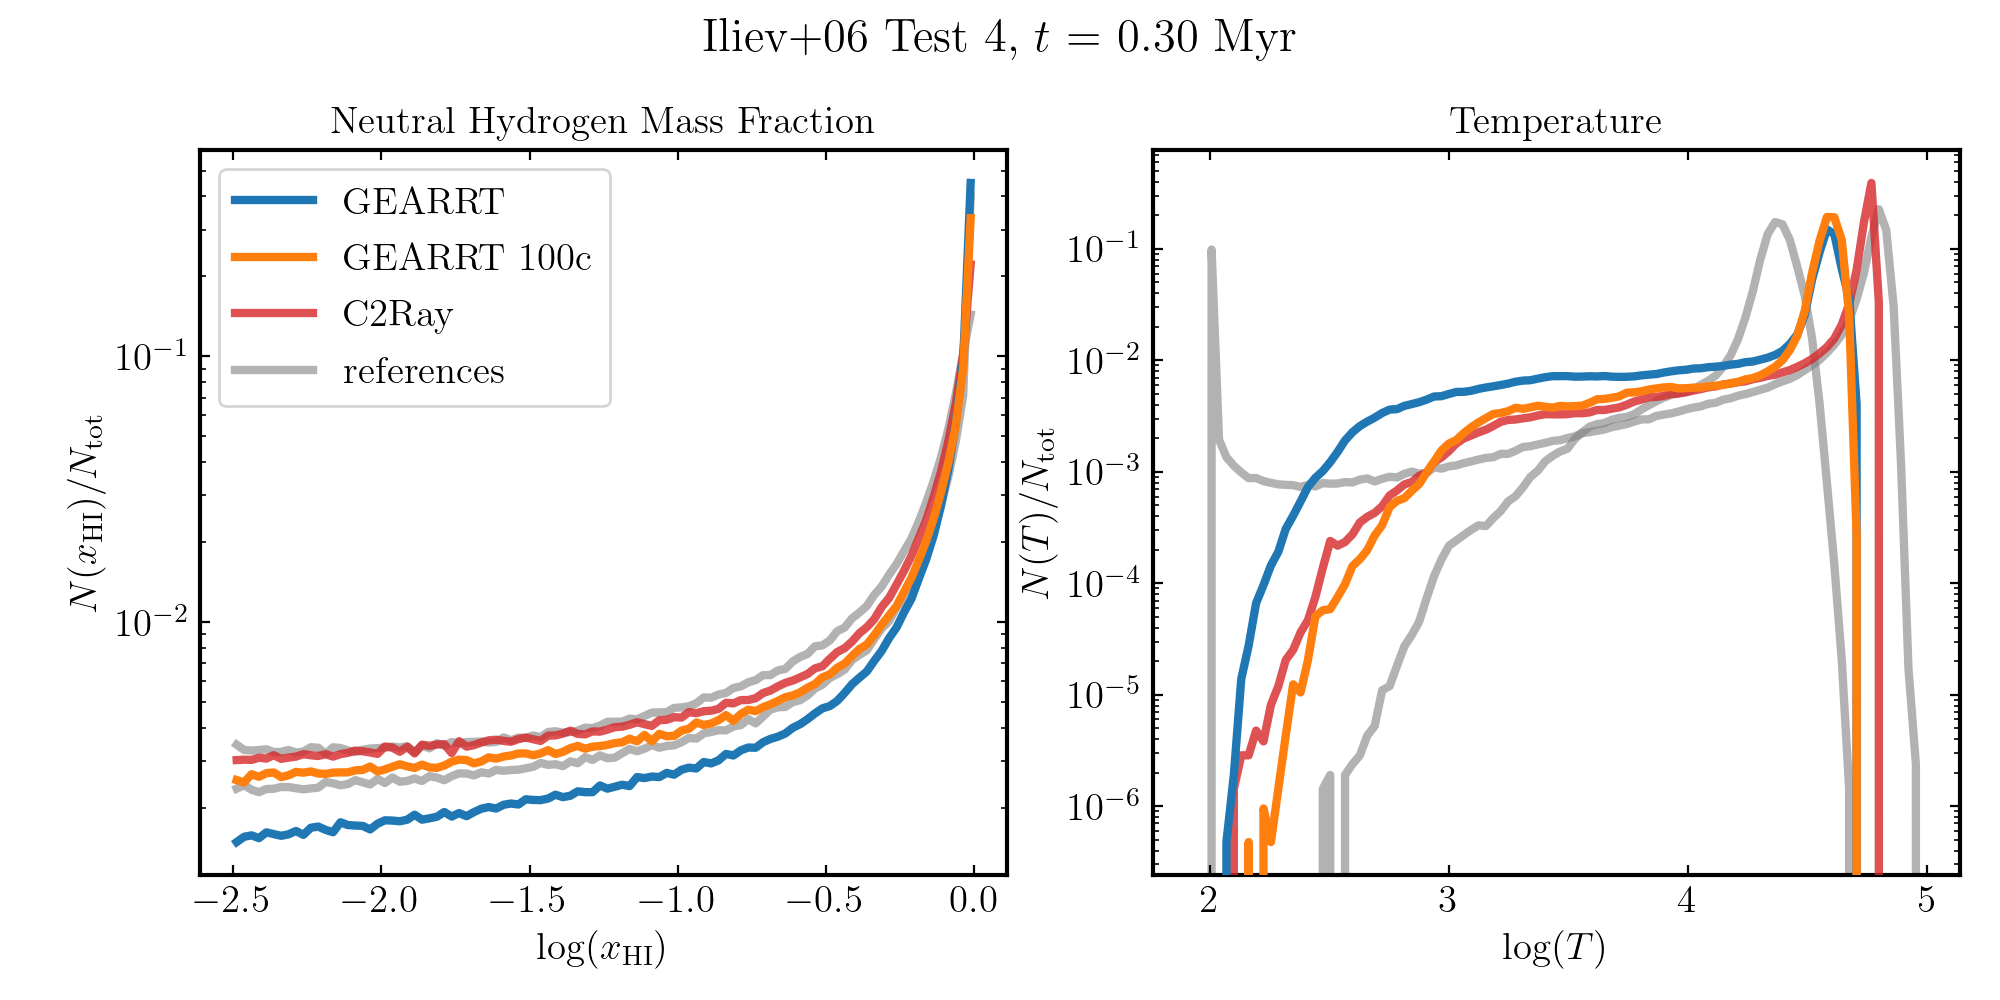 Iliev+06 Test 4, t = 0.30 Myr
Neutral Hydrogen Mass Fraction
GEARRT
GEARRT 100c
C2Ray
references
10⁻¹
10⁻²
N(x_HI)/N_tot
−2.5 −2.0 −1.5 −1.0 −0.5 0.0
log(x_HI)
Temperature
10⁻¹
10⁻²
10⁻³
10⁻⁴
10⁻⁵
10⁻⁶
N(T)/N_tot
2 3 4 5
log(T)